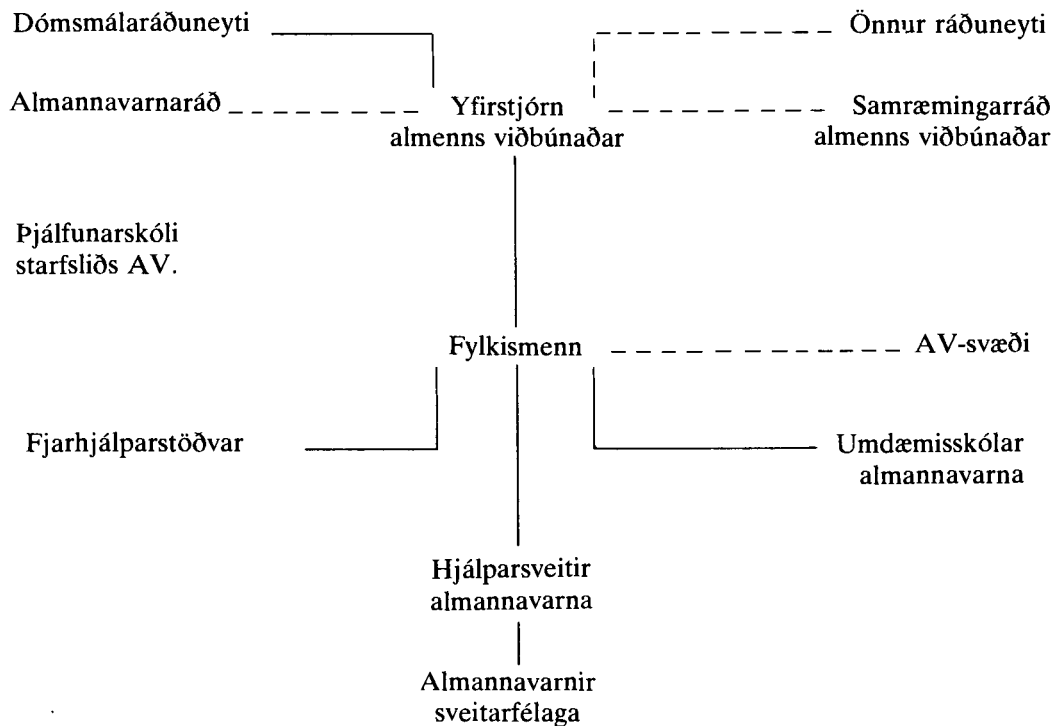 Dómsmálaráðuneyti
Önnur ráðuneyti
Almannavarnaráð
Yfirstjórn
almenns viðbúnaðar
Samræmingarráð
almenns viðbúnaðar
Þjálfunarskóli
starfsliðs AV.
Fylkismenn
AV-svæði
Fjarhjálparstöðvar
Umdæmisskólar
almannavarna
Hjálparsveitir
almannavarna
Almannavarnir
sveitarfélaga